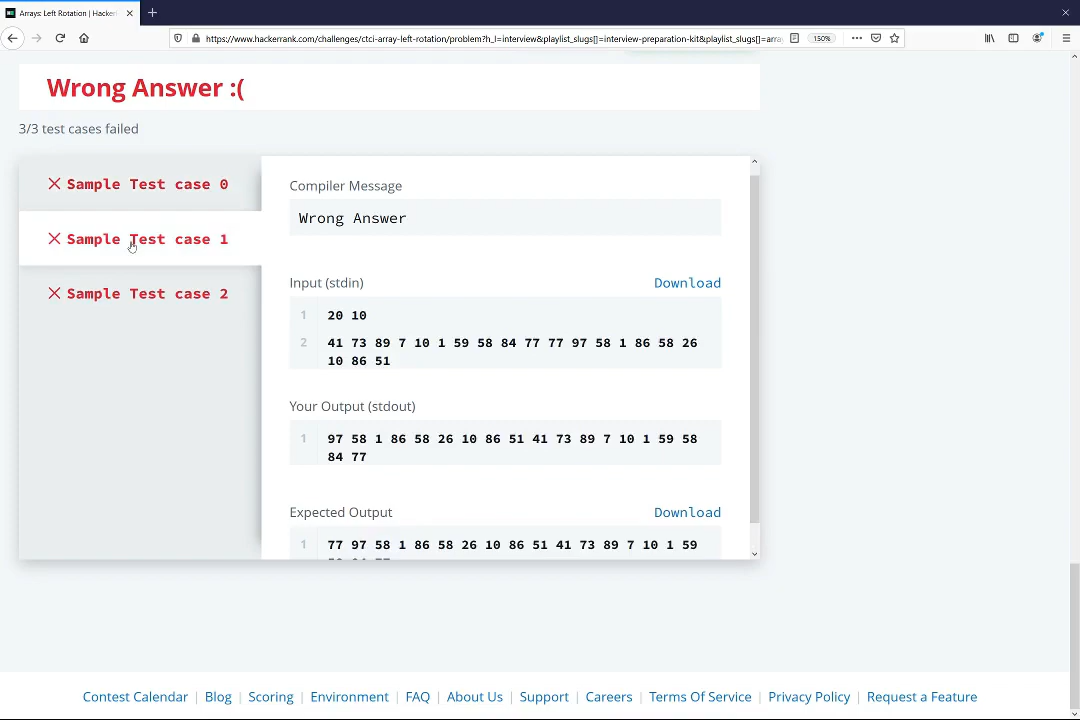 Arrays: Left Rotation | Hacker
https://www.hackerrank.com/challenges/ctci-array-left-rotation/problem?h_l=interview&playlist_slugs[]=interview-preparation-kit&playlist_slugs[]=arra
150%
Wrong Answer :(
3/3 test cases failed
Sample Test case 0
Sample Test case 1
Sample Test case 2
Compiler Message
Wrong Answer
Input (stdin)
Download
1 20 10
2 41 73 89 7 10 1 59 58 84 77 77 97 58 1 86 58 26
10 86 51
Your Output (stdout)
1 97 58 1 86 58 26 10 86 51 41 73 89 7 10 1 59 58
84 77
Expected Output
Download
1 77 97 58 1 86 58 26 10 86 51 41 73 89 7 10 1 59
Contest Calendar | Blog | Scoring | Environment | FAQ | About Us | Support | Careers | Terms Of Service | Privacy Policy | Request a Feature